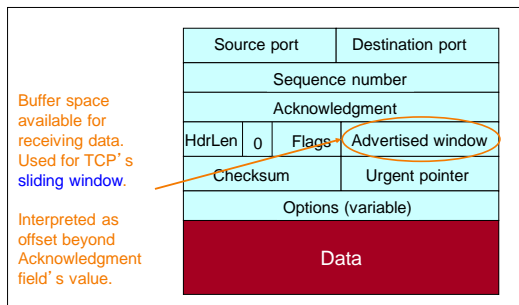 Source port Destination port
Sequence number
Acknowledgment
HdrLen 0 Flags Advertised window
Checksum Urgent pointer
Options (variable)
Data
Buffer space
available for
receiving data.
Used for TCP’s
sliding window.
Interpreted as
offset beyond
Acknowledgment
field’s value.